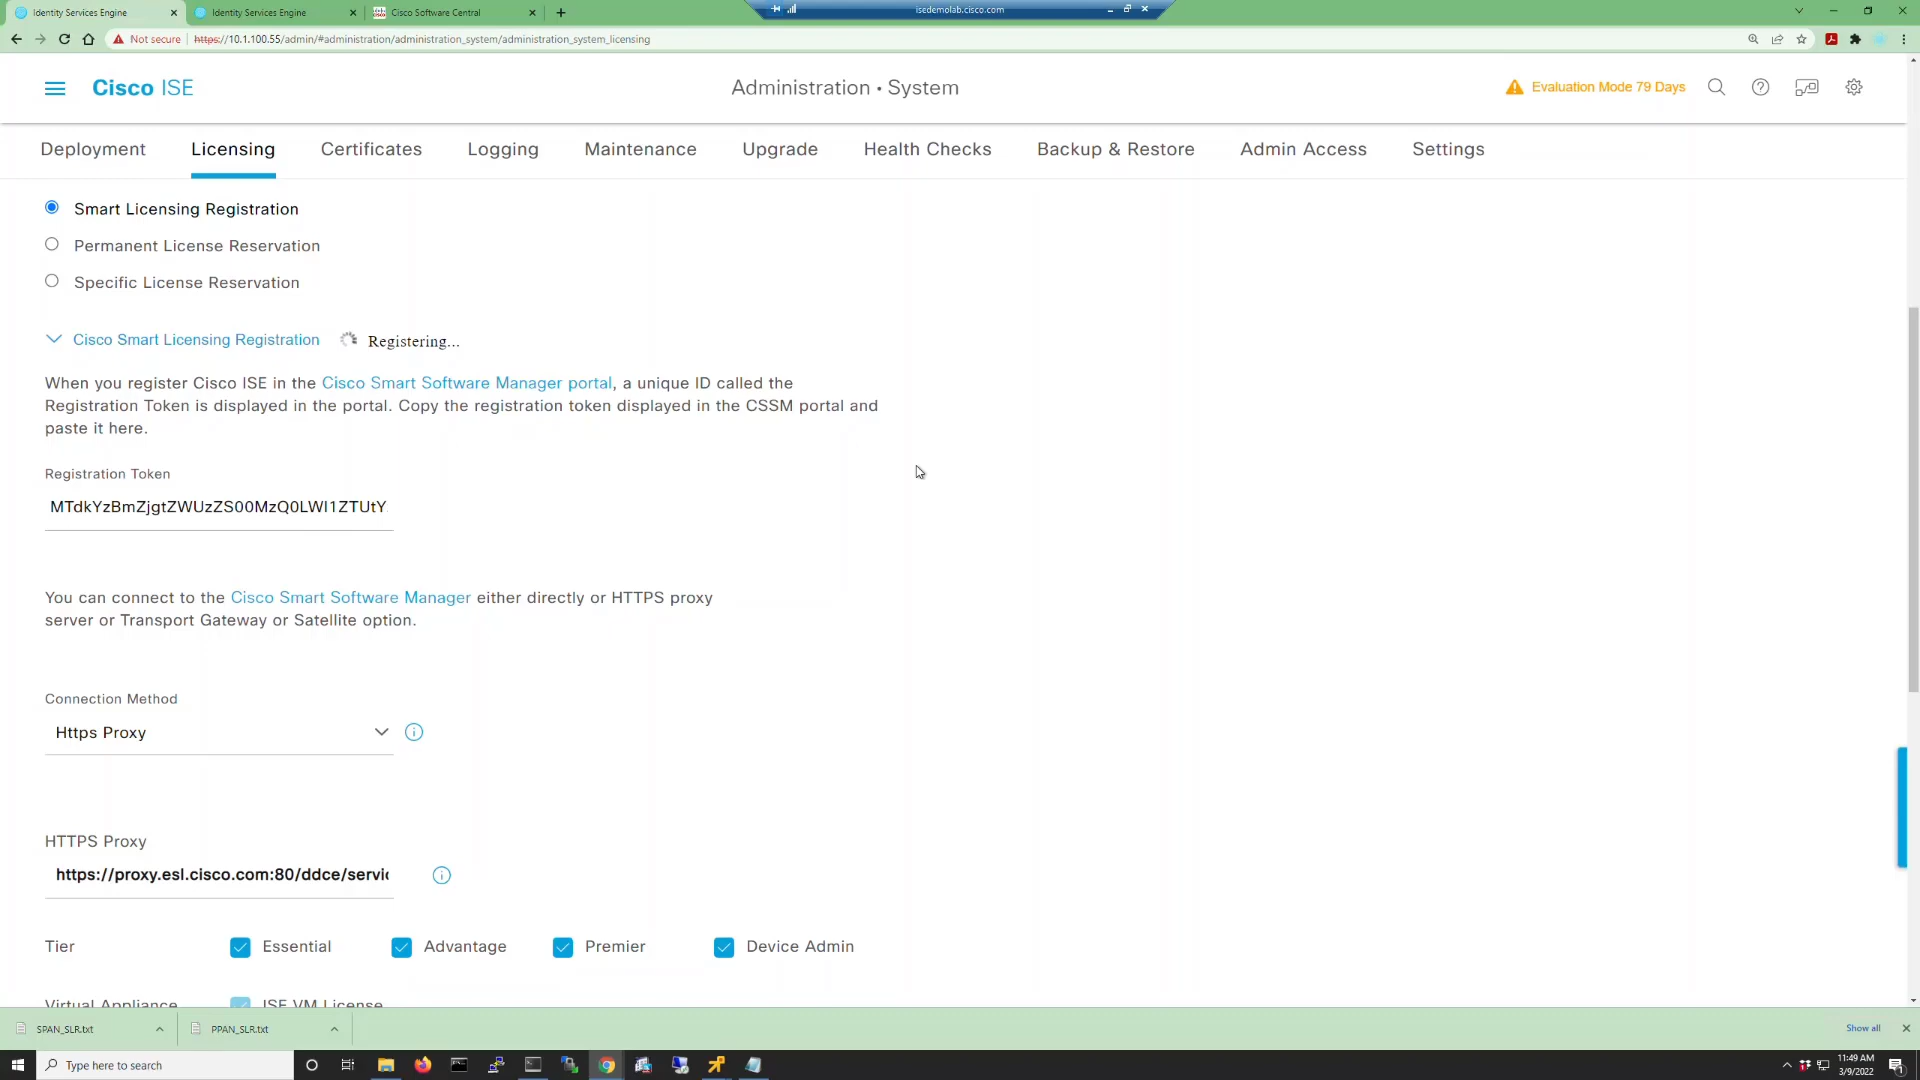 Identity Services Engine
Identity Services Engine
Cisco Software Central
isedemolab.cisco.com
Not secure
https://10.1.100.55/admin/#administration/administration_system/administration_system_licensing
Cisco ISE
Administration • System
Evaluation Mode 79 Days
Deployment
Licensing
Certificates
Logging
Maintenance
Upgrade
Health Checks
Backup & Restore
Admin Access
Settings
Smart Licensing Registration
Permanent License Reservation
Specific License Reservation
Cisco Smart Licensing Registration
Registering...
When you register Cisco ISE in the Cisco Smart Software Manager portal, a unique ID called the
Registration Token is displayed in the portal. Copy the registration token displayed in the CSSM portal and
paste it here.
Registration Token
MTdkYzBmZjgtZWUzZS00MzQ0LWI1ZTUtY
You can connect to the Cisco Smart Software Manager either directly or HTTPS proxy
server or Transport Gateway or Satellite option.
Connection Method
Https Proxy
HTTPS Proxy
https://proxy.esl.cisco.com:80/ddce/servic
Tier
Essential
Advantage
Premier
Device Admin
Virtual Appliance
ISE VM License
SPAN_SLR.txt
PPAN_SLR.txt
Show all
Type here to search
11:49 AM
3/9/2022